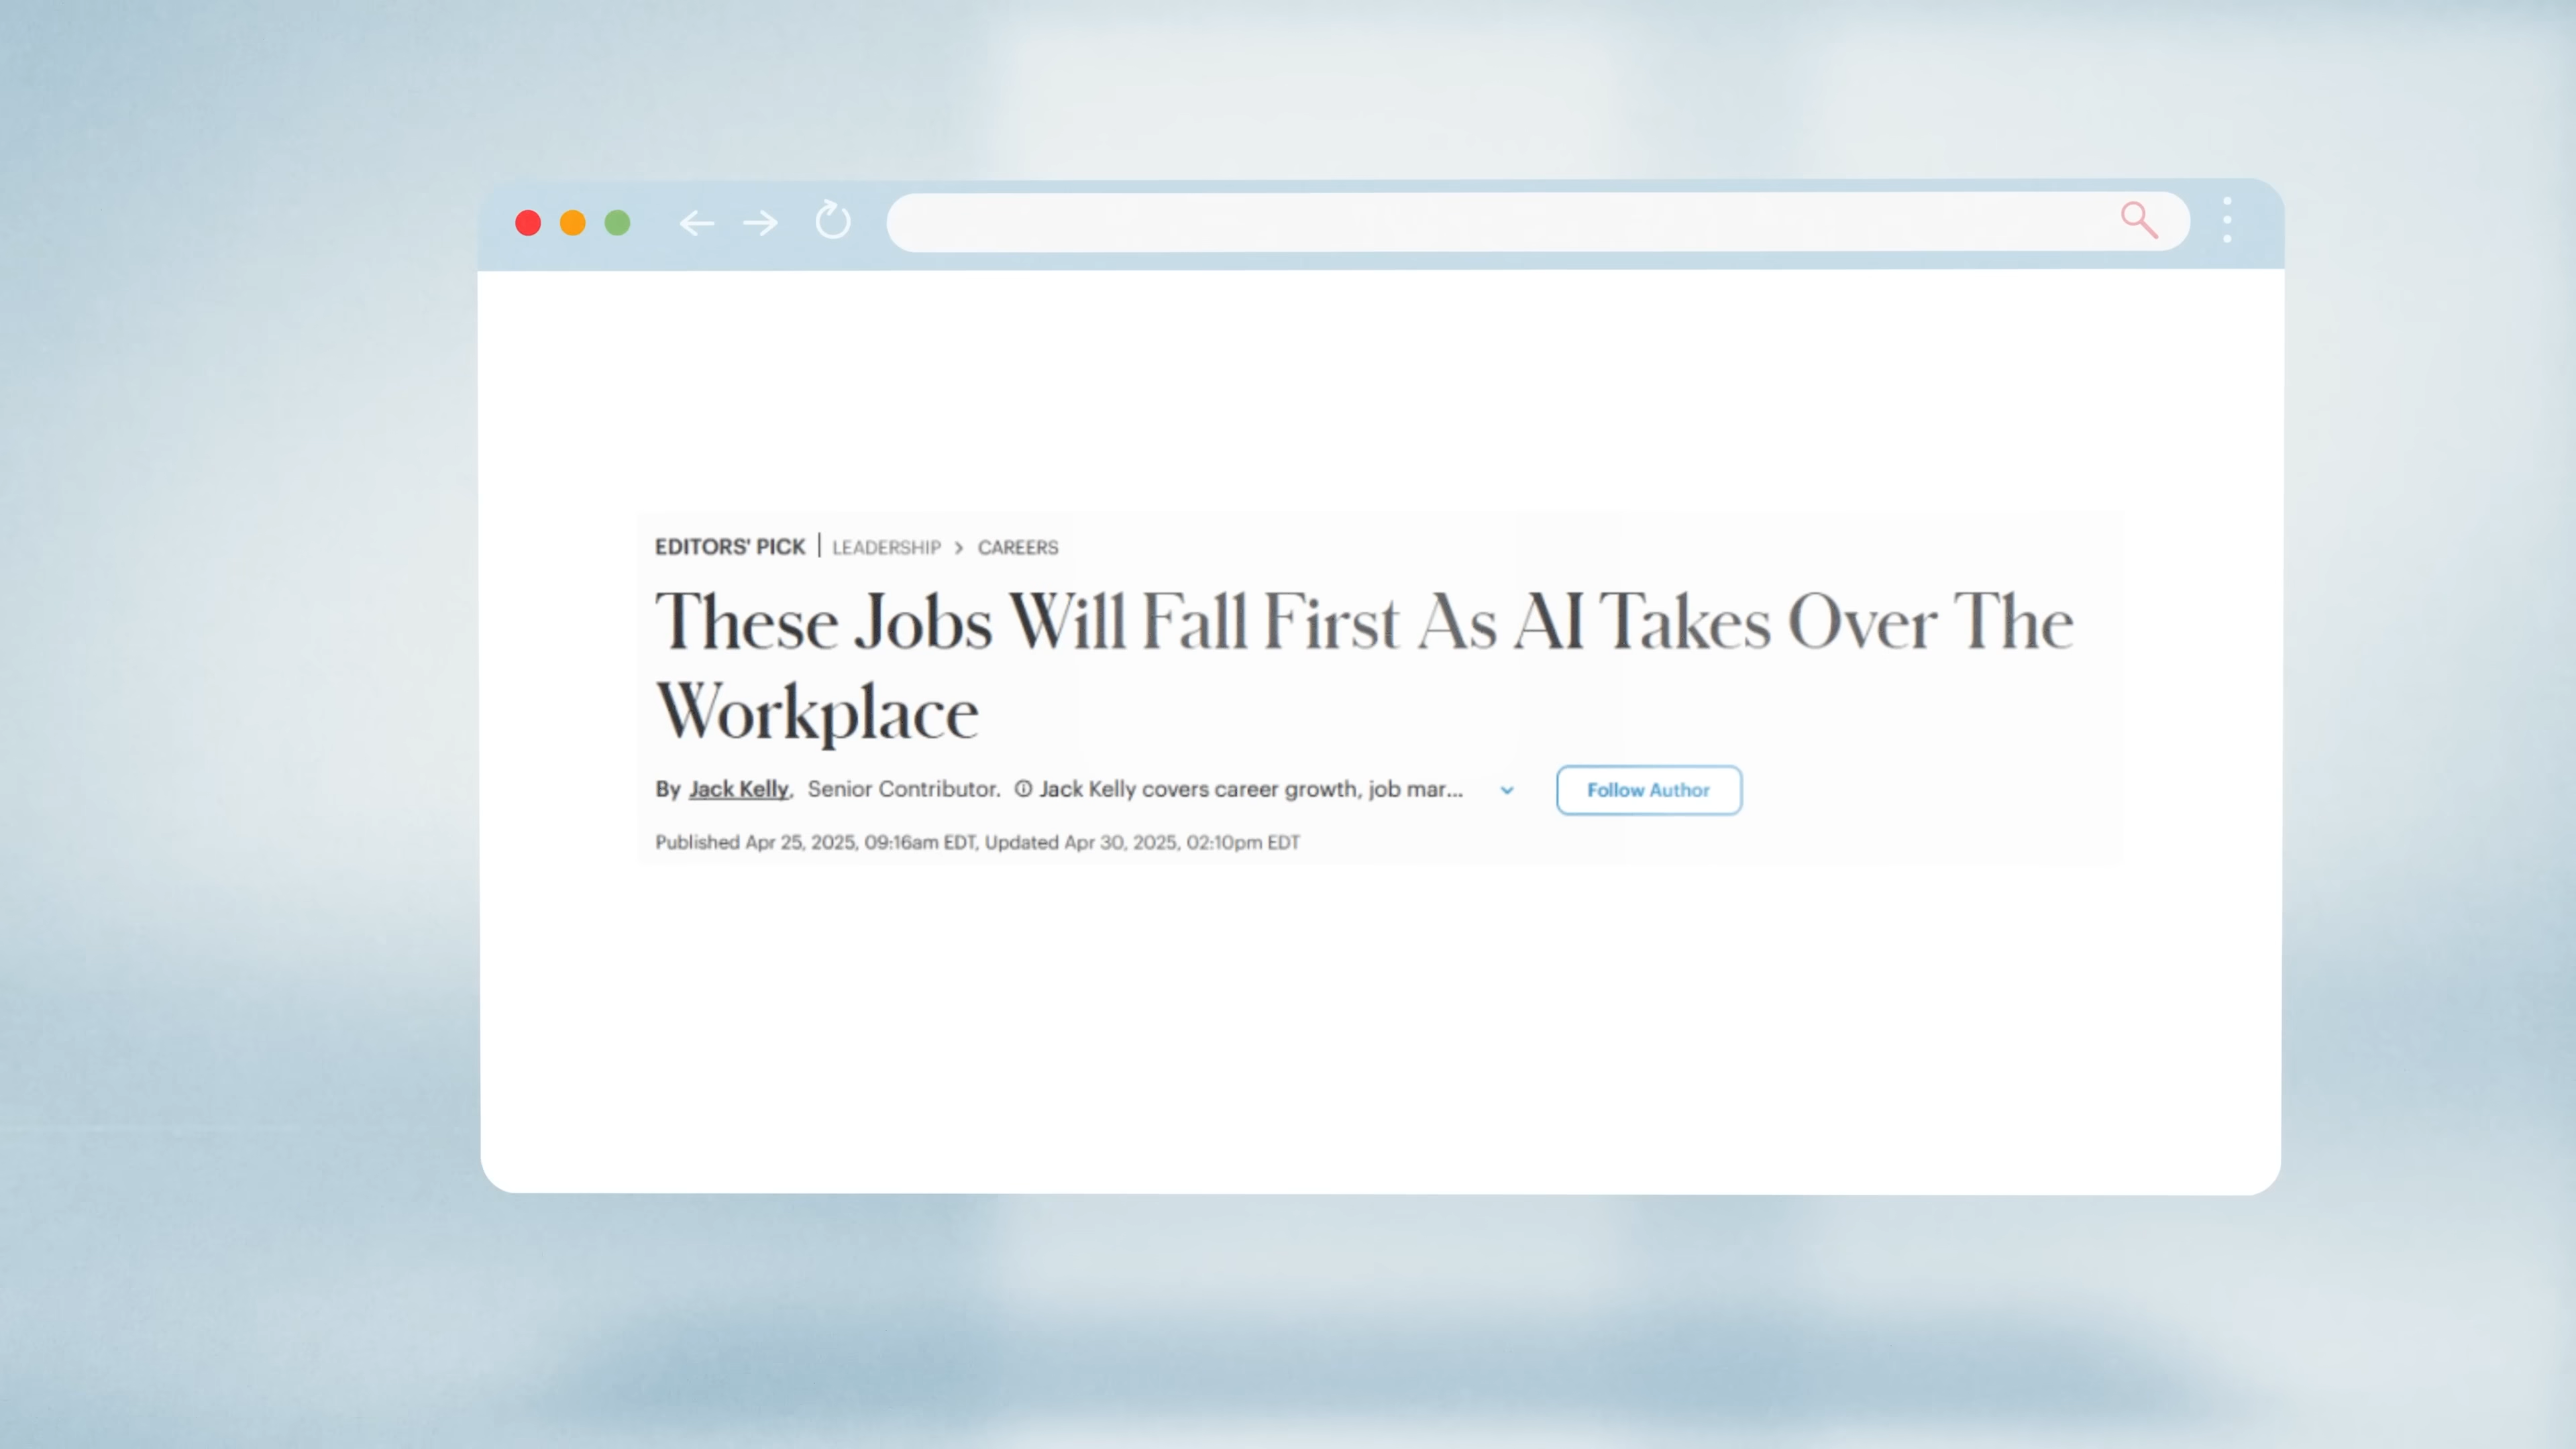 EDITORS' PICK | LEADERSHIP > CAREERS
These Jobs Will Fall First As AI Takes Over The
Workplace
By Jack Kelly, Senior Contributor. ⓘ Jack Kelly covers career growth, job mar... Follow Author
Published Apr 25, 2025, 09:16am EDT, Updated Apr 30, 2025, 02:10pm EDT